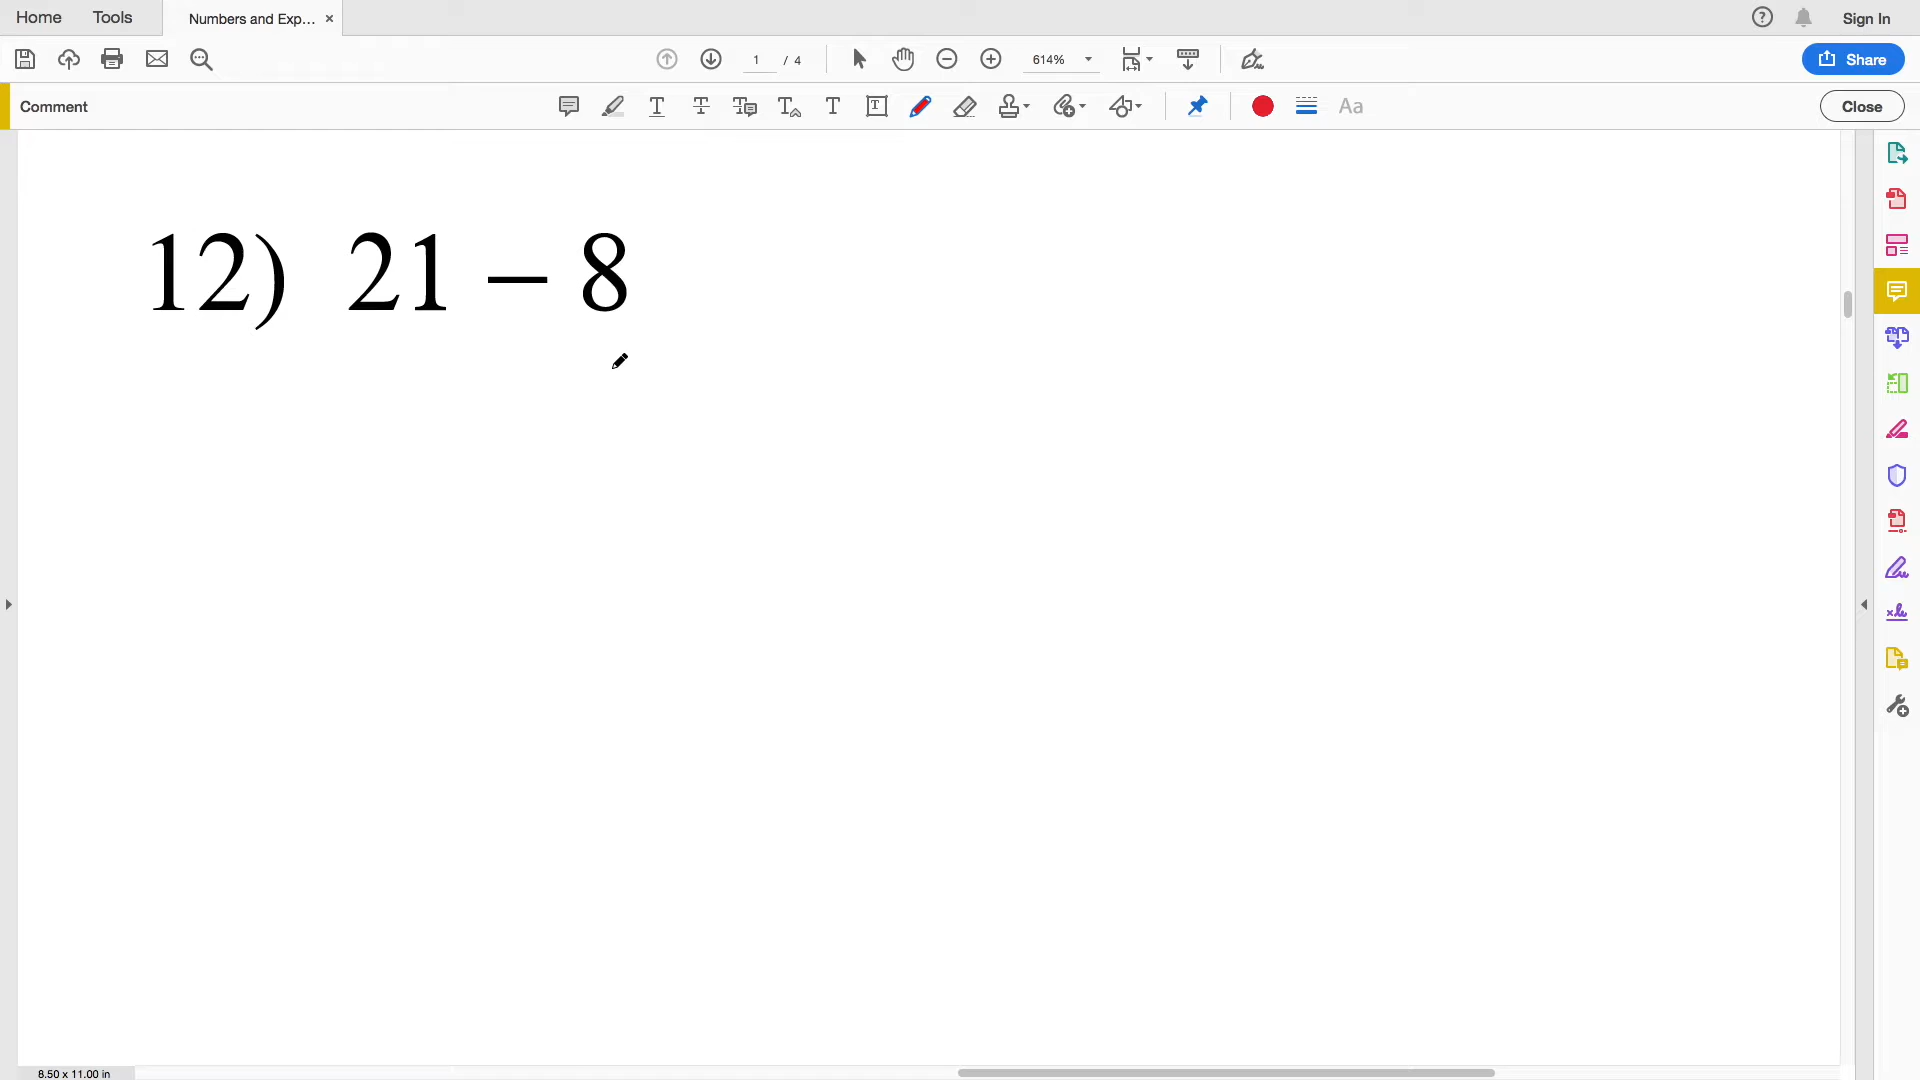 Home Tools Numbers and Exp... × Sign In
1 / 4 614% Share
Comment Aa Close
12) 21 − 8
8.50 x 11.00 in